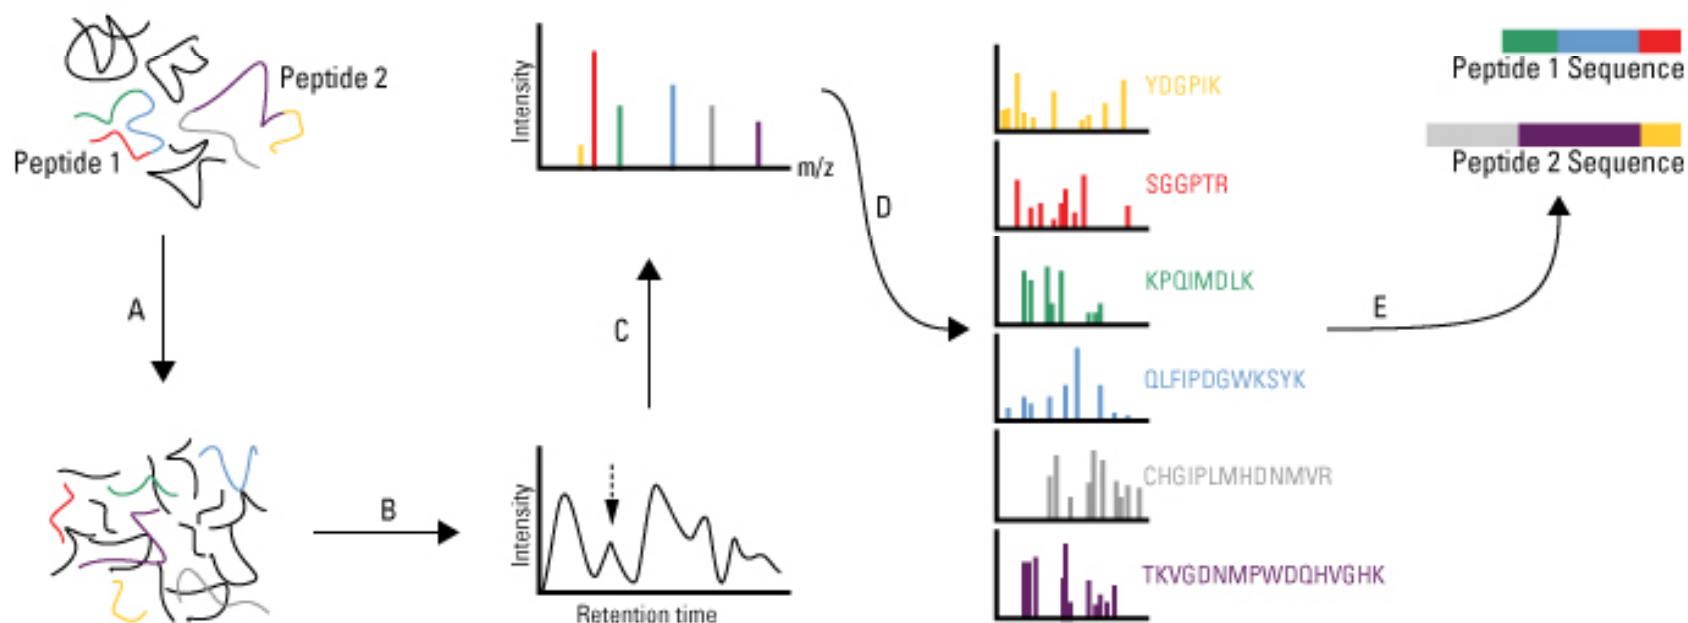 Peptide 2
Peptide 1
A
B
Intensity
Retention time
C
Intensity
m/z
D
YDGPIK
SGGPTR
KPQIMDLK
QLFIPDGWKSYK
CHGIPLMHDNMVR
TKVGDNMPWDQHVGHK
E
Peptide 1 Sequence
Peptide 2 Sequence